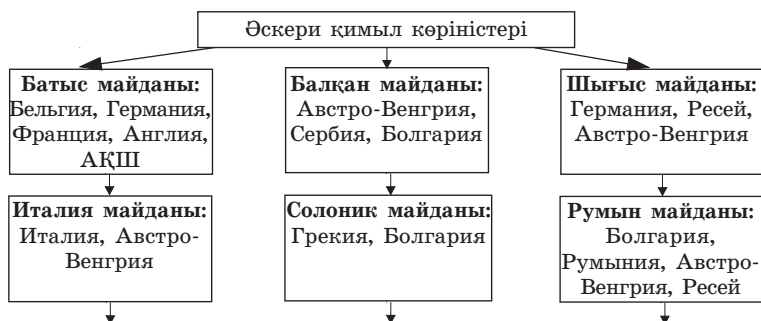 Әскери қимыл көріністері
Батыс майданы:
Бельгия, Германия,
Франция, Англия,
АҚШ
Балқан майданы:
Австро-Венгрия,
Сербия, Болгария
Шығыс майданы:
Германия, Ресей,
Австро-Венгрия
Италия майданы:
Италия, Австро-
Венгрия
Солоник майданы:
Грекия, Болгария
Румын майданы:
Болгария,
Румыния, Австро-
Венгрия, Ресей